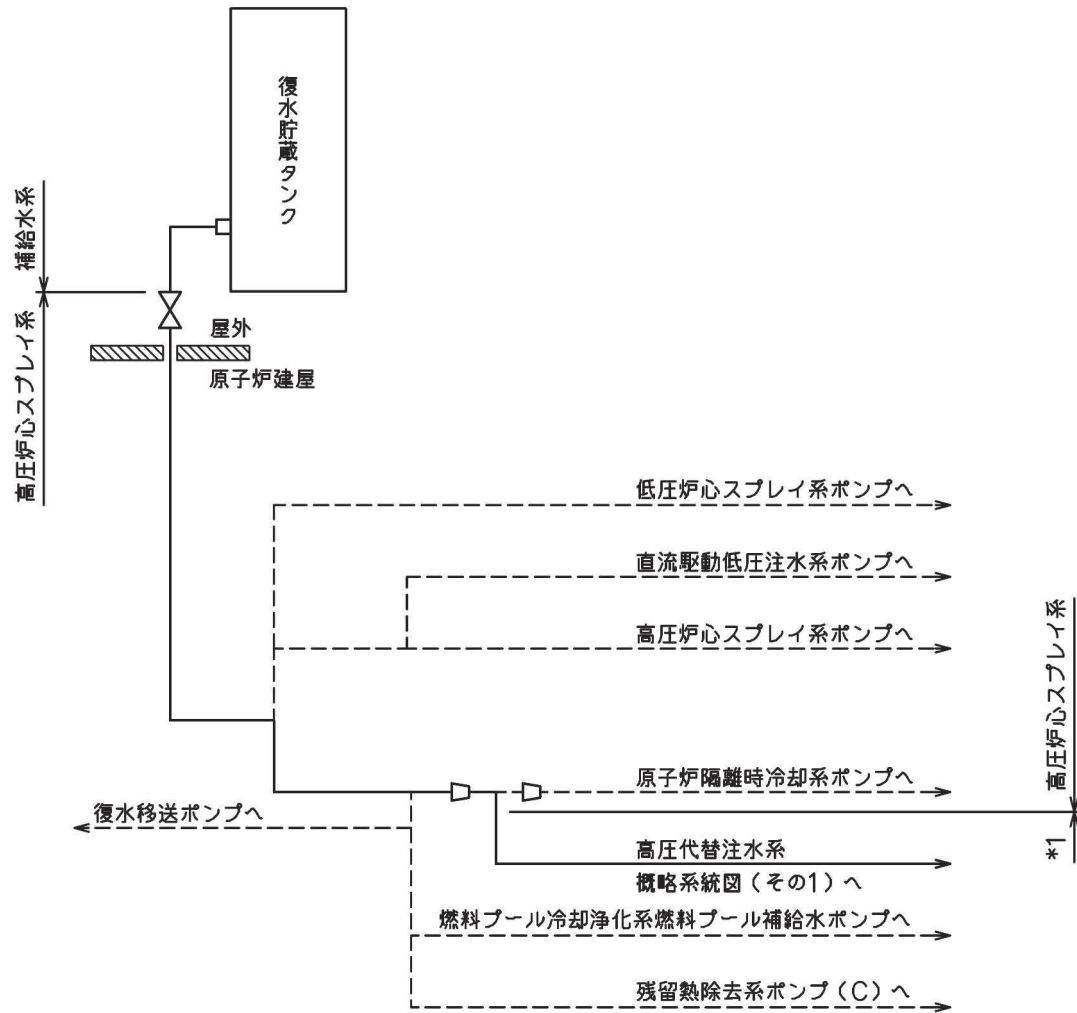 復水貯蔵タンク
補給水系
高圧炉心スプレイ系
屋外
原子炉建屋
低圧炉心スプレイ系ポンプへ
直流駆動低圧注水系ポンプへ
高圧炉心スプレイ系ポンプへ
高圧炉心スプレイ系
原子炉隔離時冷却系ポンプへ
復水移送ポンプへ
*1
高圧代替注水系
概略系統図(その1)へ
燃料プール冷却浄化系燃料プール補給水ポンプへ
残留熱除去系ポンプ(C)へ